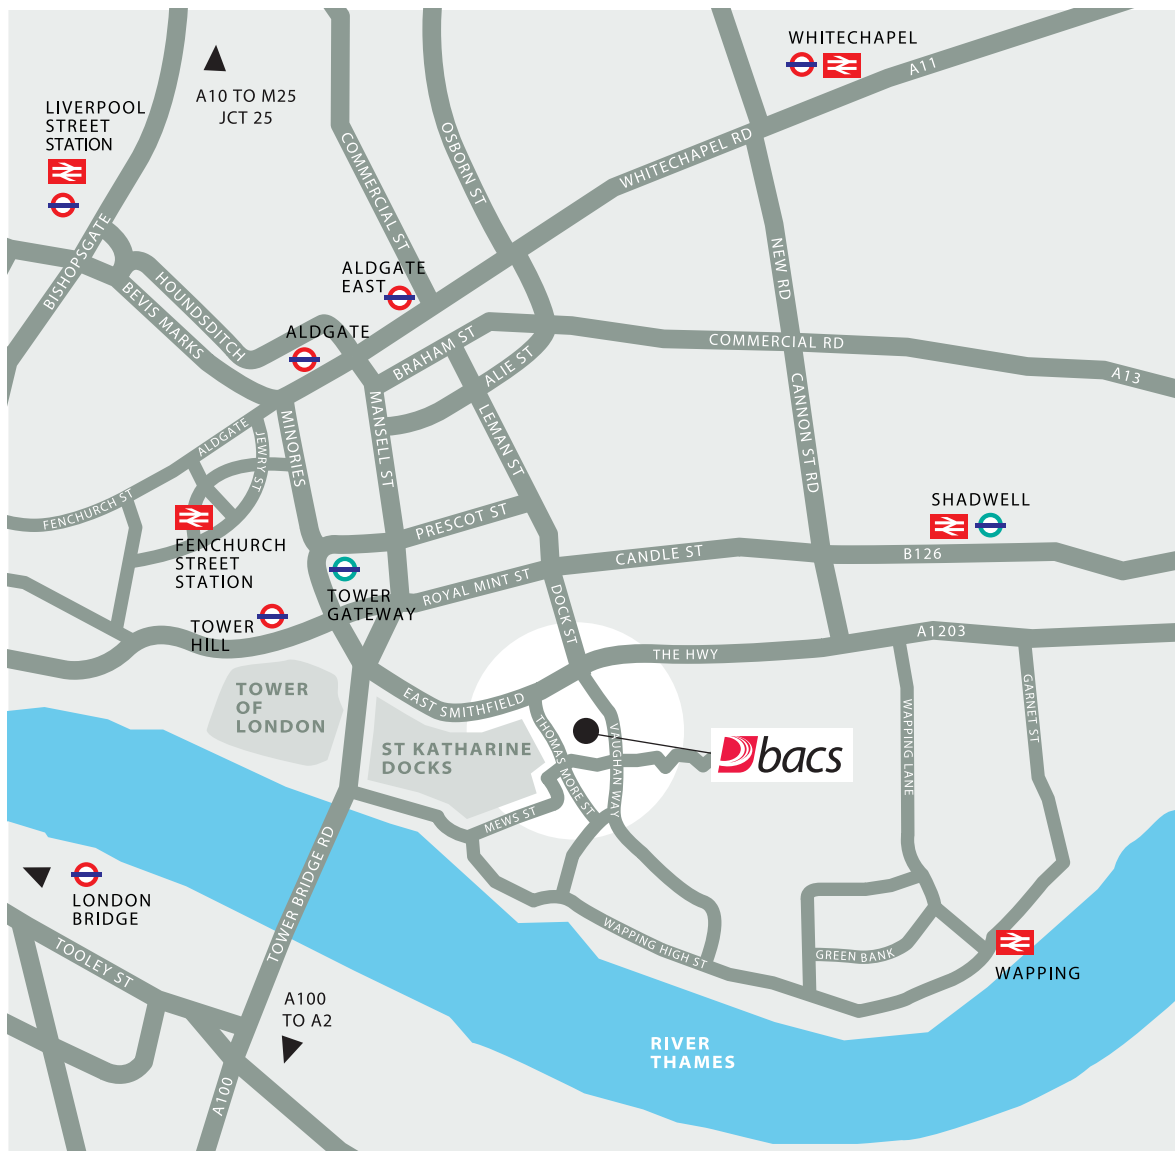 WHITECHAPEL
A11
A10 TO M25
JCT 25
LIVERPOOL
STREET
STATION
COMMERCIAL ST
OSBORN ST
WHITECHAPEL RD
BISHOPSGATE
HOUNDSDITCH
BEVIS MARKS
ALDGATE
EAST
NEW RD
ALDGATE
BRAHAM ST
ALIE ST
COMMERCIAL RD
A13
CANNON ST RD
MANSELL ST
LEMAN ST
MINORIES
ALDGATE
JEWRY ST
FENCHURCH ST
PRESCOT ST
SHADWELL
B126
CANDLE ST
FENCHURCH
STREET
STATION
TOWER
GATEWAY
ROYAL MINT ST
DOCK ST
TOWER
HILL
A1203
THE HWY
EAST SMITHFIELD
TOWER
OF
LONDON
ST KATHARINE
DOCKS
THOMAS MORE ST
VAUGHAN WAY
bacs
WAPPING LANE
GARNET ST
MEWS ST
TOWER BRIDGE RD
LONDON
BRIDGE
TOOLEY ST
WAPPING HIGH ST
GREEN BANK
WAPPING
A100
TO A2
RIVER
THAMES
A100